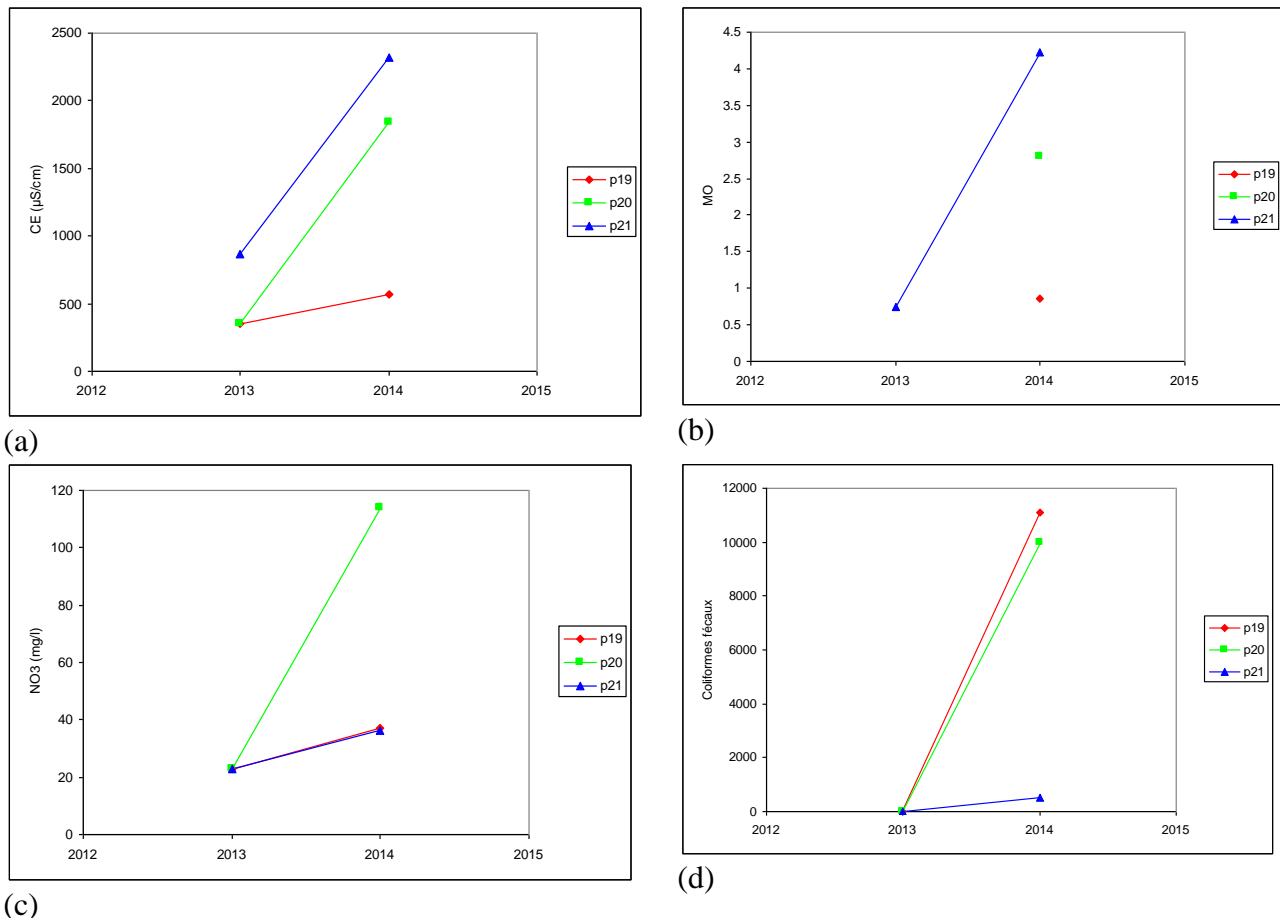 2500
2000
1500
1000
500
0
2012
2013
2014
2015
CE (µS/cm)
p19
p20
p21
(a)
4.5
4
3.5
3
2.5
2
1.5
1
0.5
0
2012
2013
2014
2015
MO
p19
p20
p21
(b)
120
100
80
60
40
20
0
2012
2013
2014
2015
NO3 (mg/l)
p19
p20
p21
(c)
12000
10000
8000
6000
4000
2000
0
2012
2013
2014
2015
Coliformes fécaux
p19
p20
p21
(d)